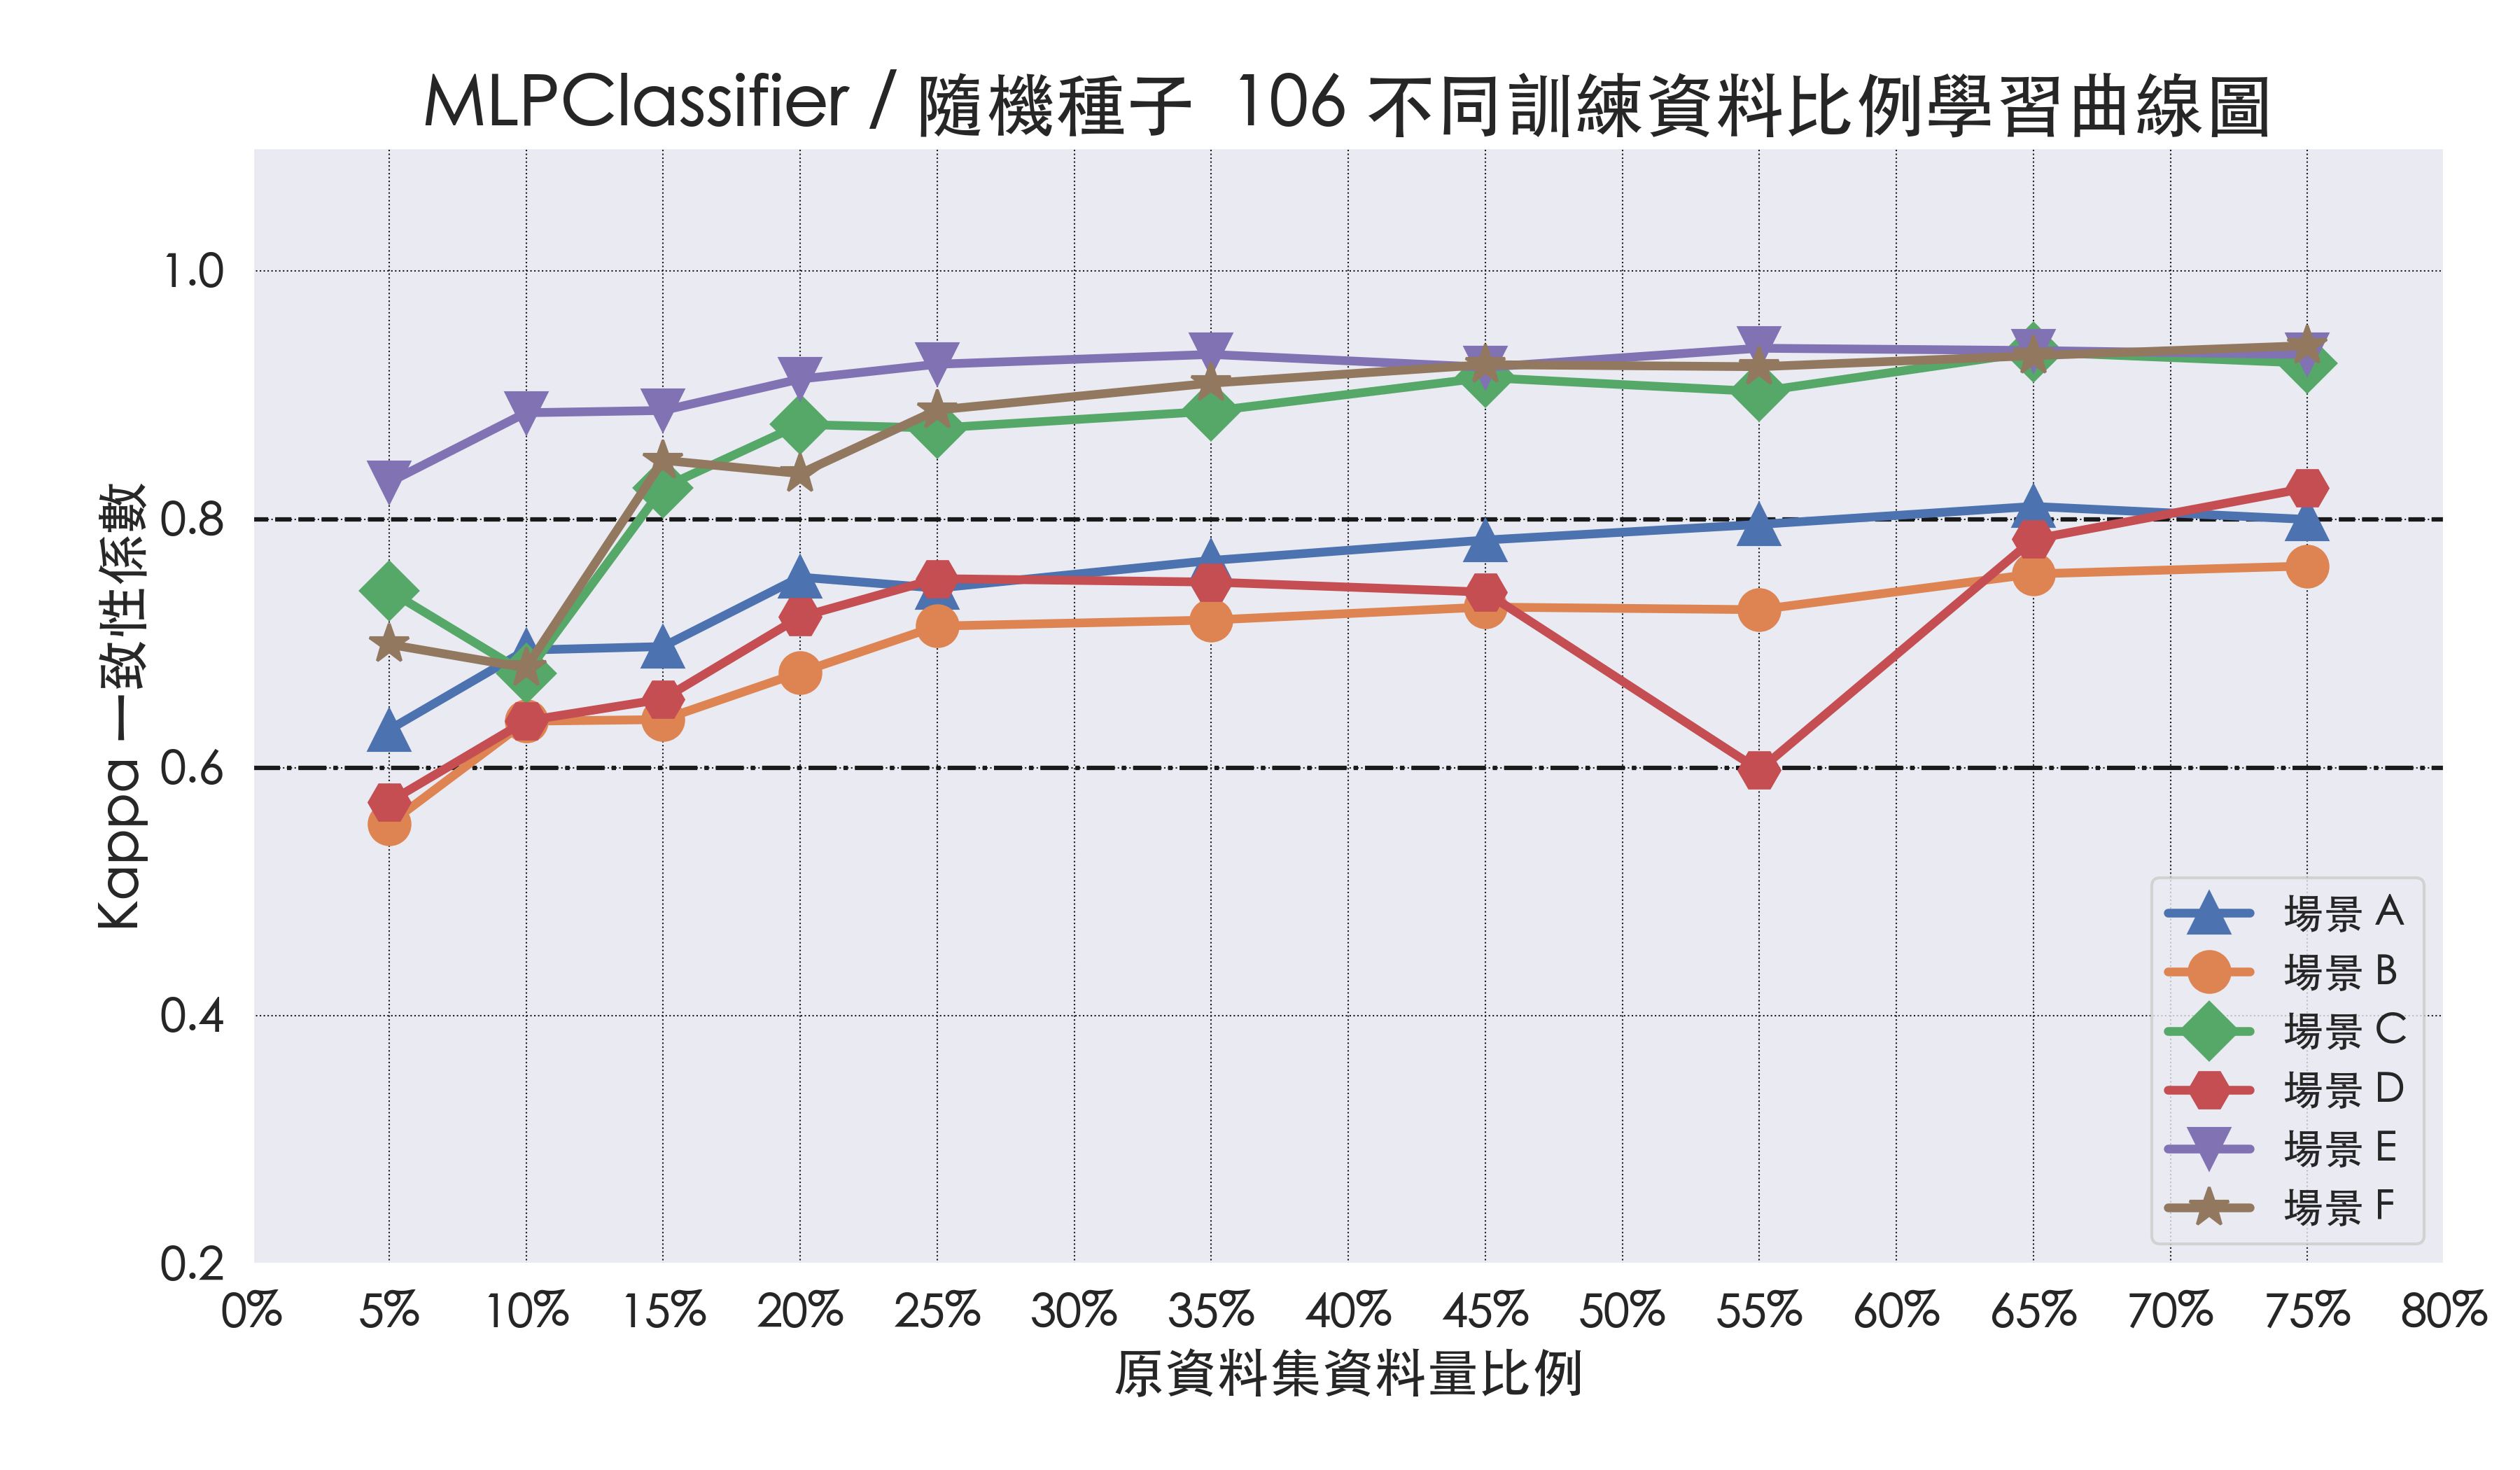 MLPClassifier / 隨機種子 106 不同訓練資料比例學習曲線圖
Kappa 一致性係數
1.0
0.8
0.6
0.4
0.2
0% 5% 10% 15% 20% 25% 30% 35% 40% 45% 50% 55% 60% 65% 70% 75% 80%
原資料集資料量比例
場景 A
場景 B
場景 C
場景 D
場景 E
場景 F